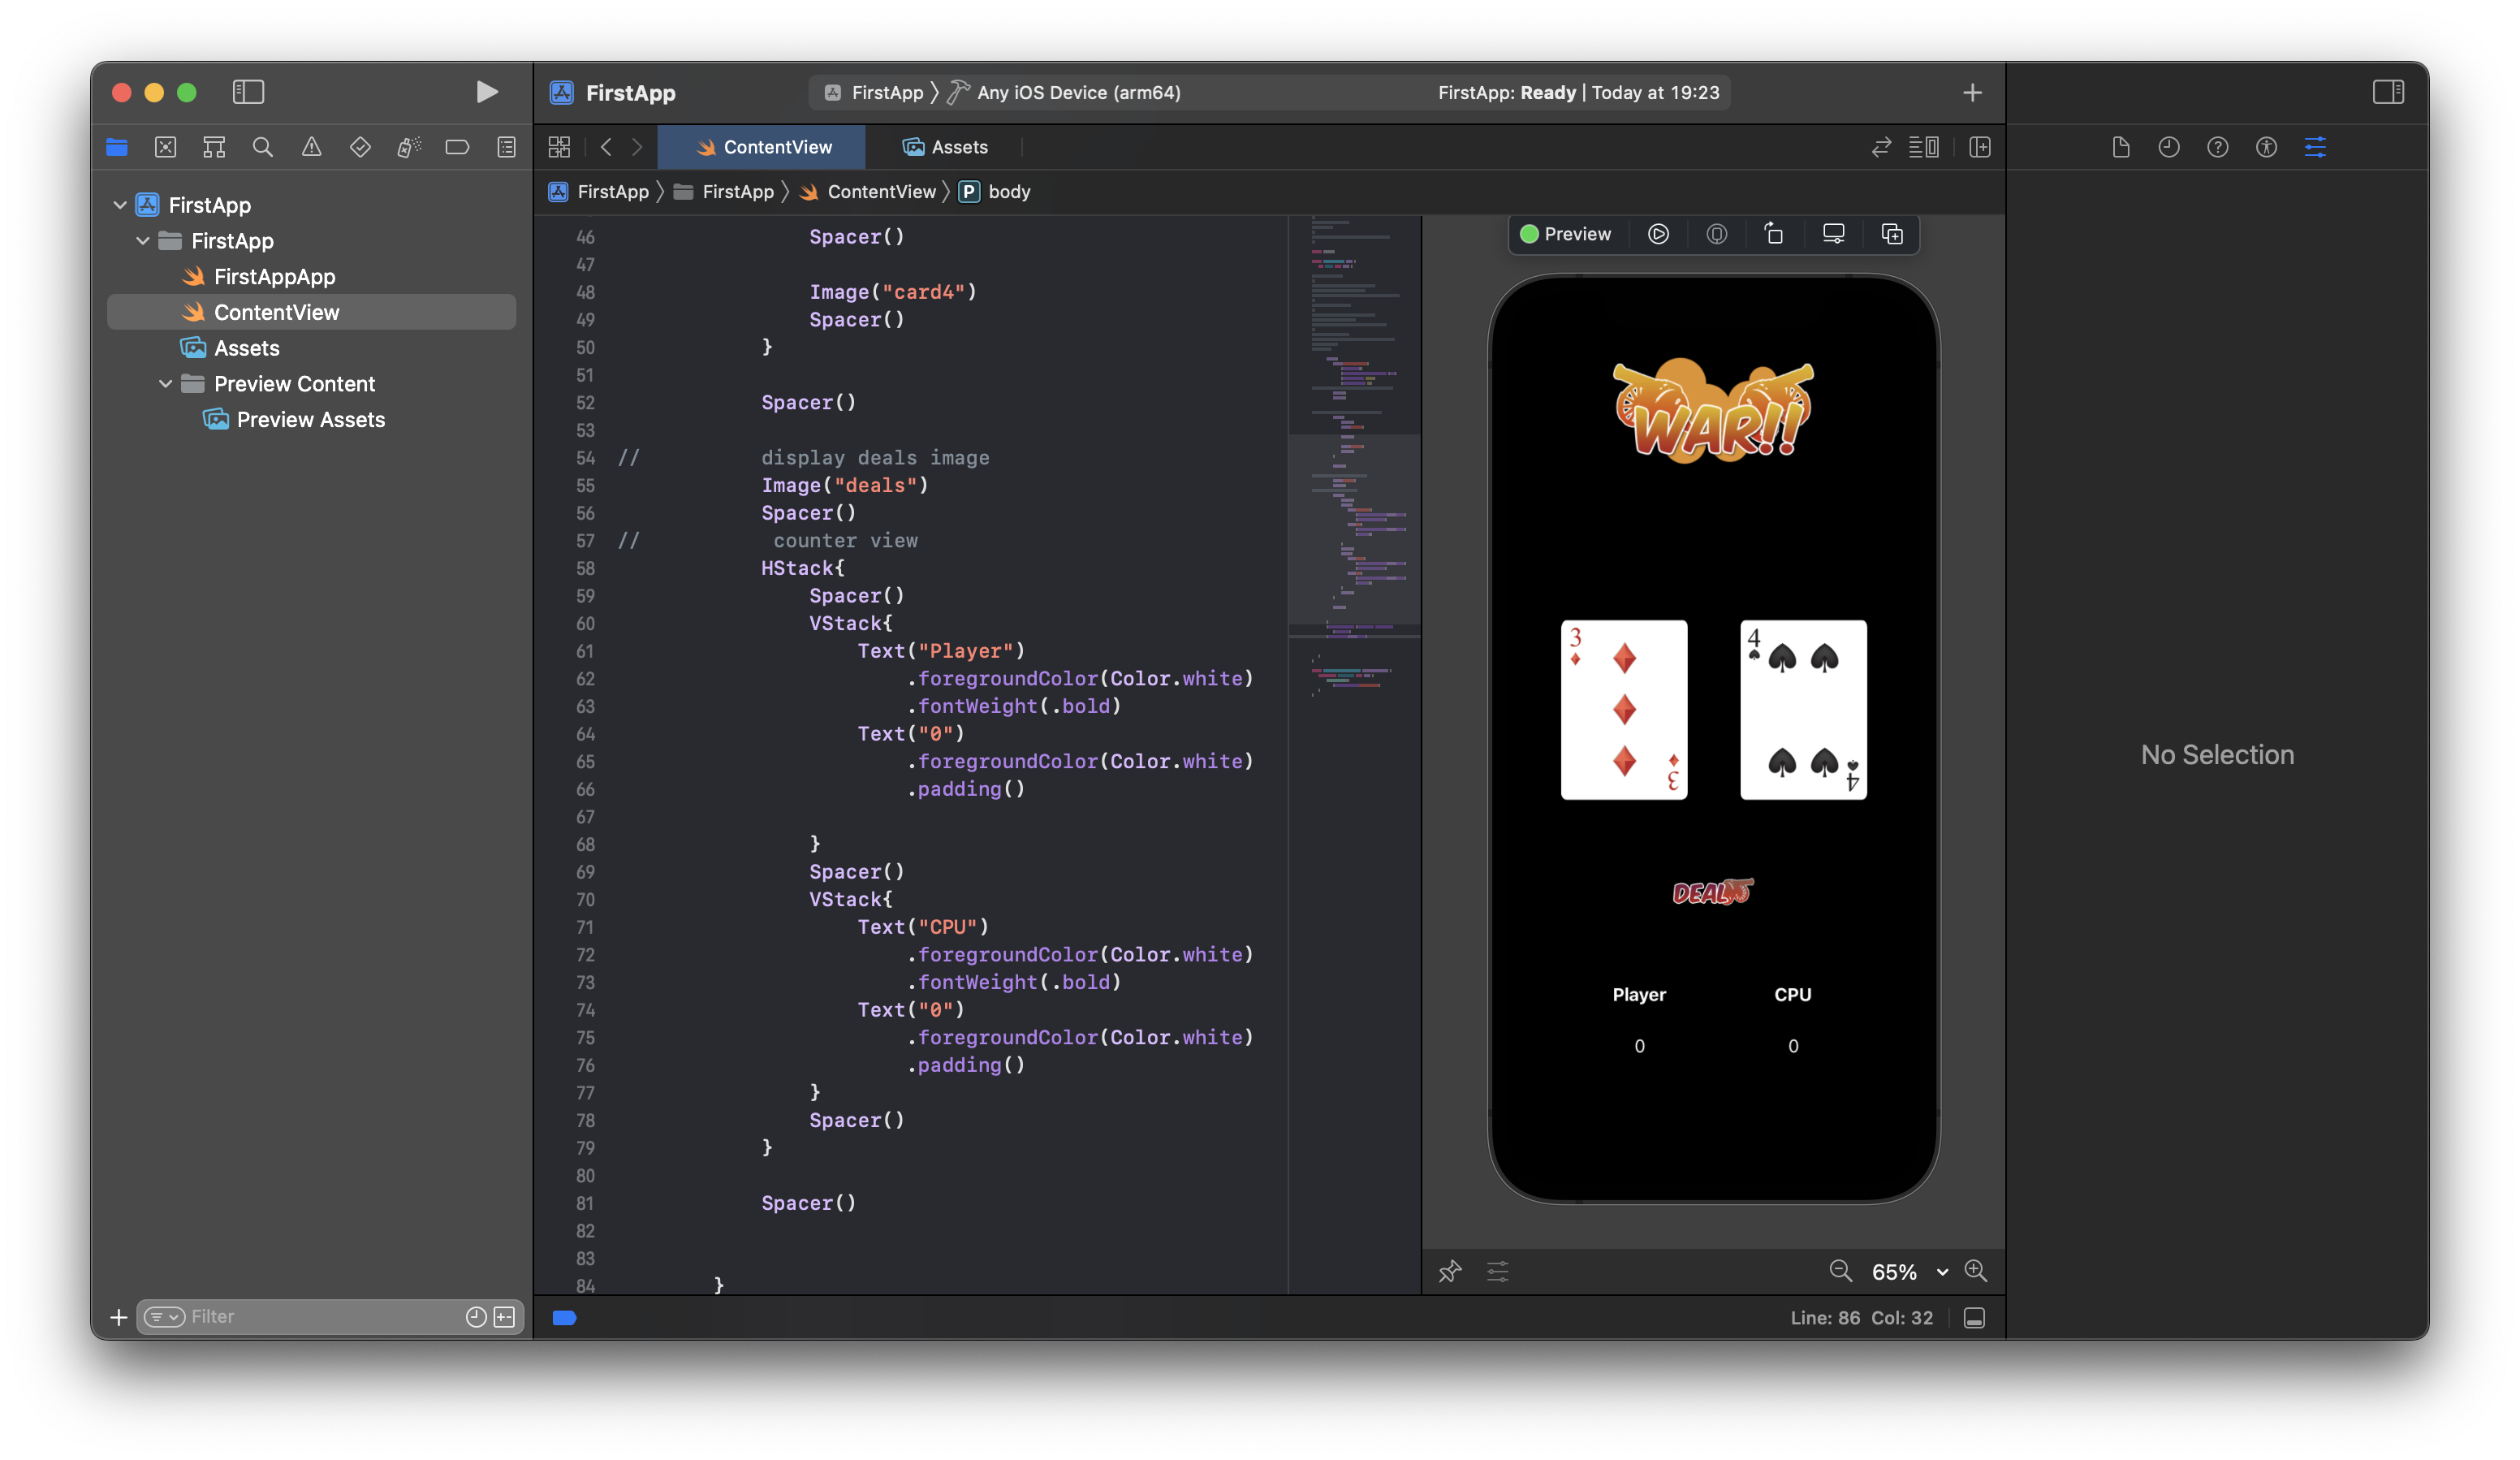 FirstApp
FirstApp
Any iOS Device (arm64)
FirstApp: Ready | Today at 19:23
ContentView
Assets
FirstApp
FirstApp
ContentView
P
body
FirstApp
FirstApp
FirstAppApp
ContentView
Assets
Preview Content
Preview Assets
Filter
46 Spacer()
47
48 Image("card4")
49 Spacer()
50 }
51
52 Spacer()
53
54 // display deals image
55 Image("deals")
56 Spacer()
57 // counter view
58 HStack{
59 Spacer()
60 VStack{
61 Text("Player")
62 .foregroundColor(Color.white)
63 .fontWeight(.bold)
64 Text("0")
65 .foregroundColor(Color.white)
66 .padding()
67
68 }
69 Spacer()
70 VStack{
71 Text("CPU")
72 .foregroundColor(Color.white)
73 .fontWeight(.bold)
74 Text("0")
75 .foregroundColor(Color.white)
76 .padding()
77 }
78 Spacer()
79 }
80
81 Spacer()
82
83
84 }
Preview
WAR!!
3
3
4
4
DEAL
Player CPU
0 0
65%
Line: 86 Col: 32
No Selection